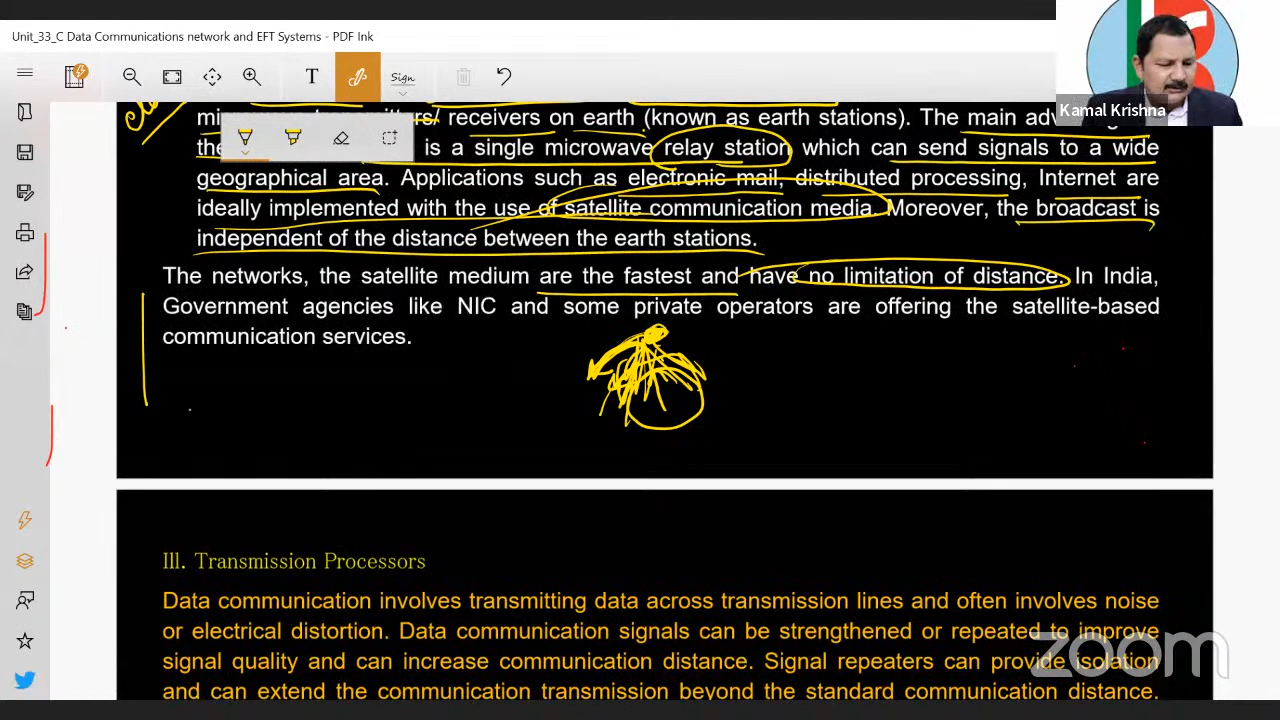 Unit_33_C Data Communications network and EFT Systems - PDF Ink
T
Sign
Kamal Krishna
receivers on earth (known as earth stations). The main
is a single microwave relay station which can send signals to a wide
geographical area. Applications such as electronic mail, distributed processing, Internet are
ideally implemented with the use of satellite communication media. Moreover, the broadcast is
independent of the distance between the earth stations.
The networks, the satellite medium are the fastest and have no limitation of distance. In India,
Government agencies like NIC and some private operators are offering the satellite-based
communication services.
III. Transmission Processors
Data communication involves transmitting data across transmission lines and often involves noise
or electrical distortion. Data communication signals can be strengthened or repeated to improve
signal quality and can increase communication distance. Signal repeaters can provide isolation
and can extend the communication transmission beyond the standard communication distance.
zoom